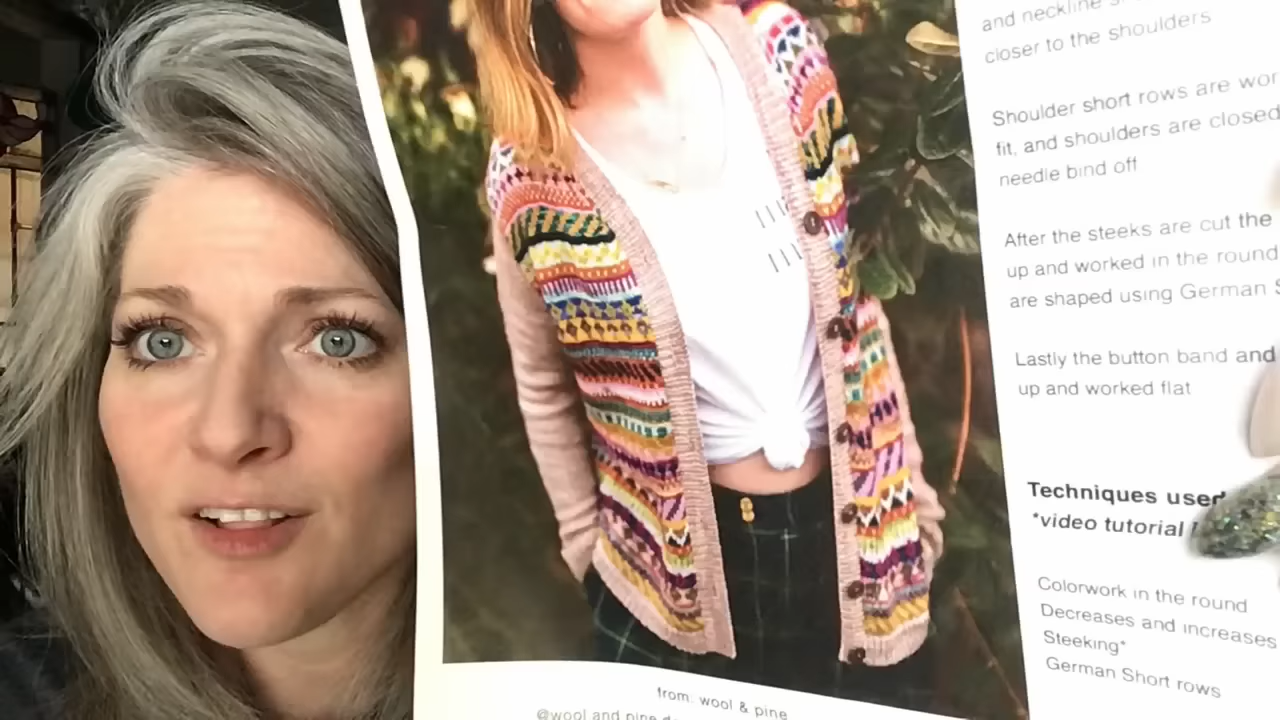 and neckline
closer to the shoulders
Shoulder short rows are
fit, and shoulders are closed
needle bind off
After the steeks are cut the
up and worked in the round
are shaped using German
Lastly the button band and
up and worked flat
Techniques used
*video tutorial
Colorwork in the round
Decreases and increases
Steeking*
German Short rows
from: wool & pine
@wool and pine